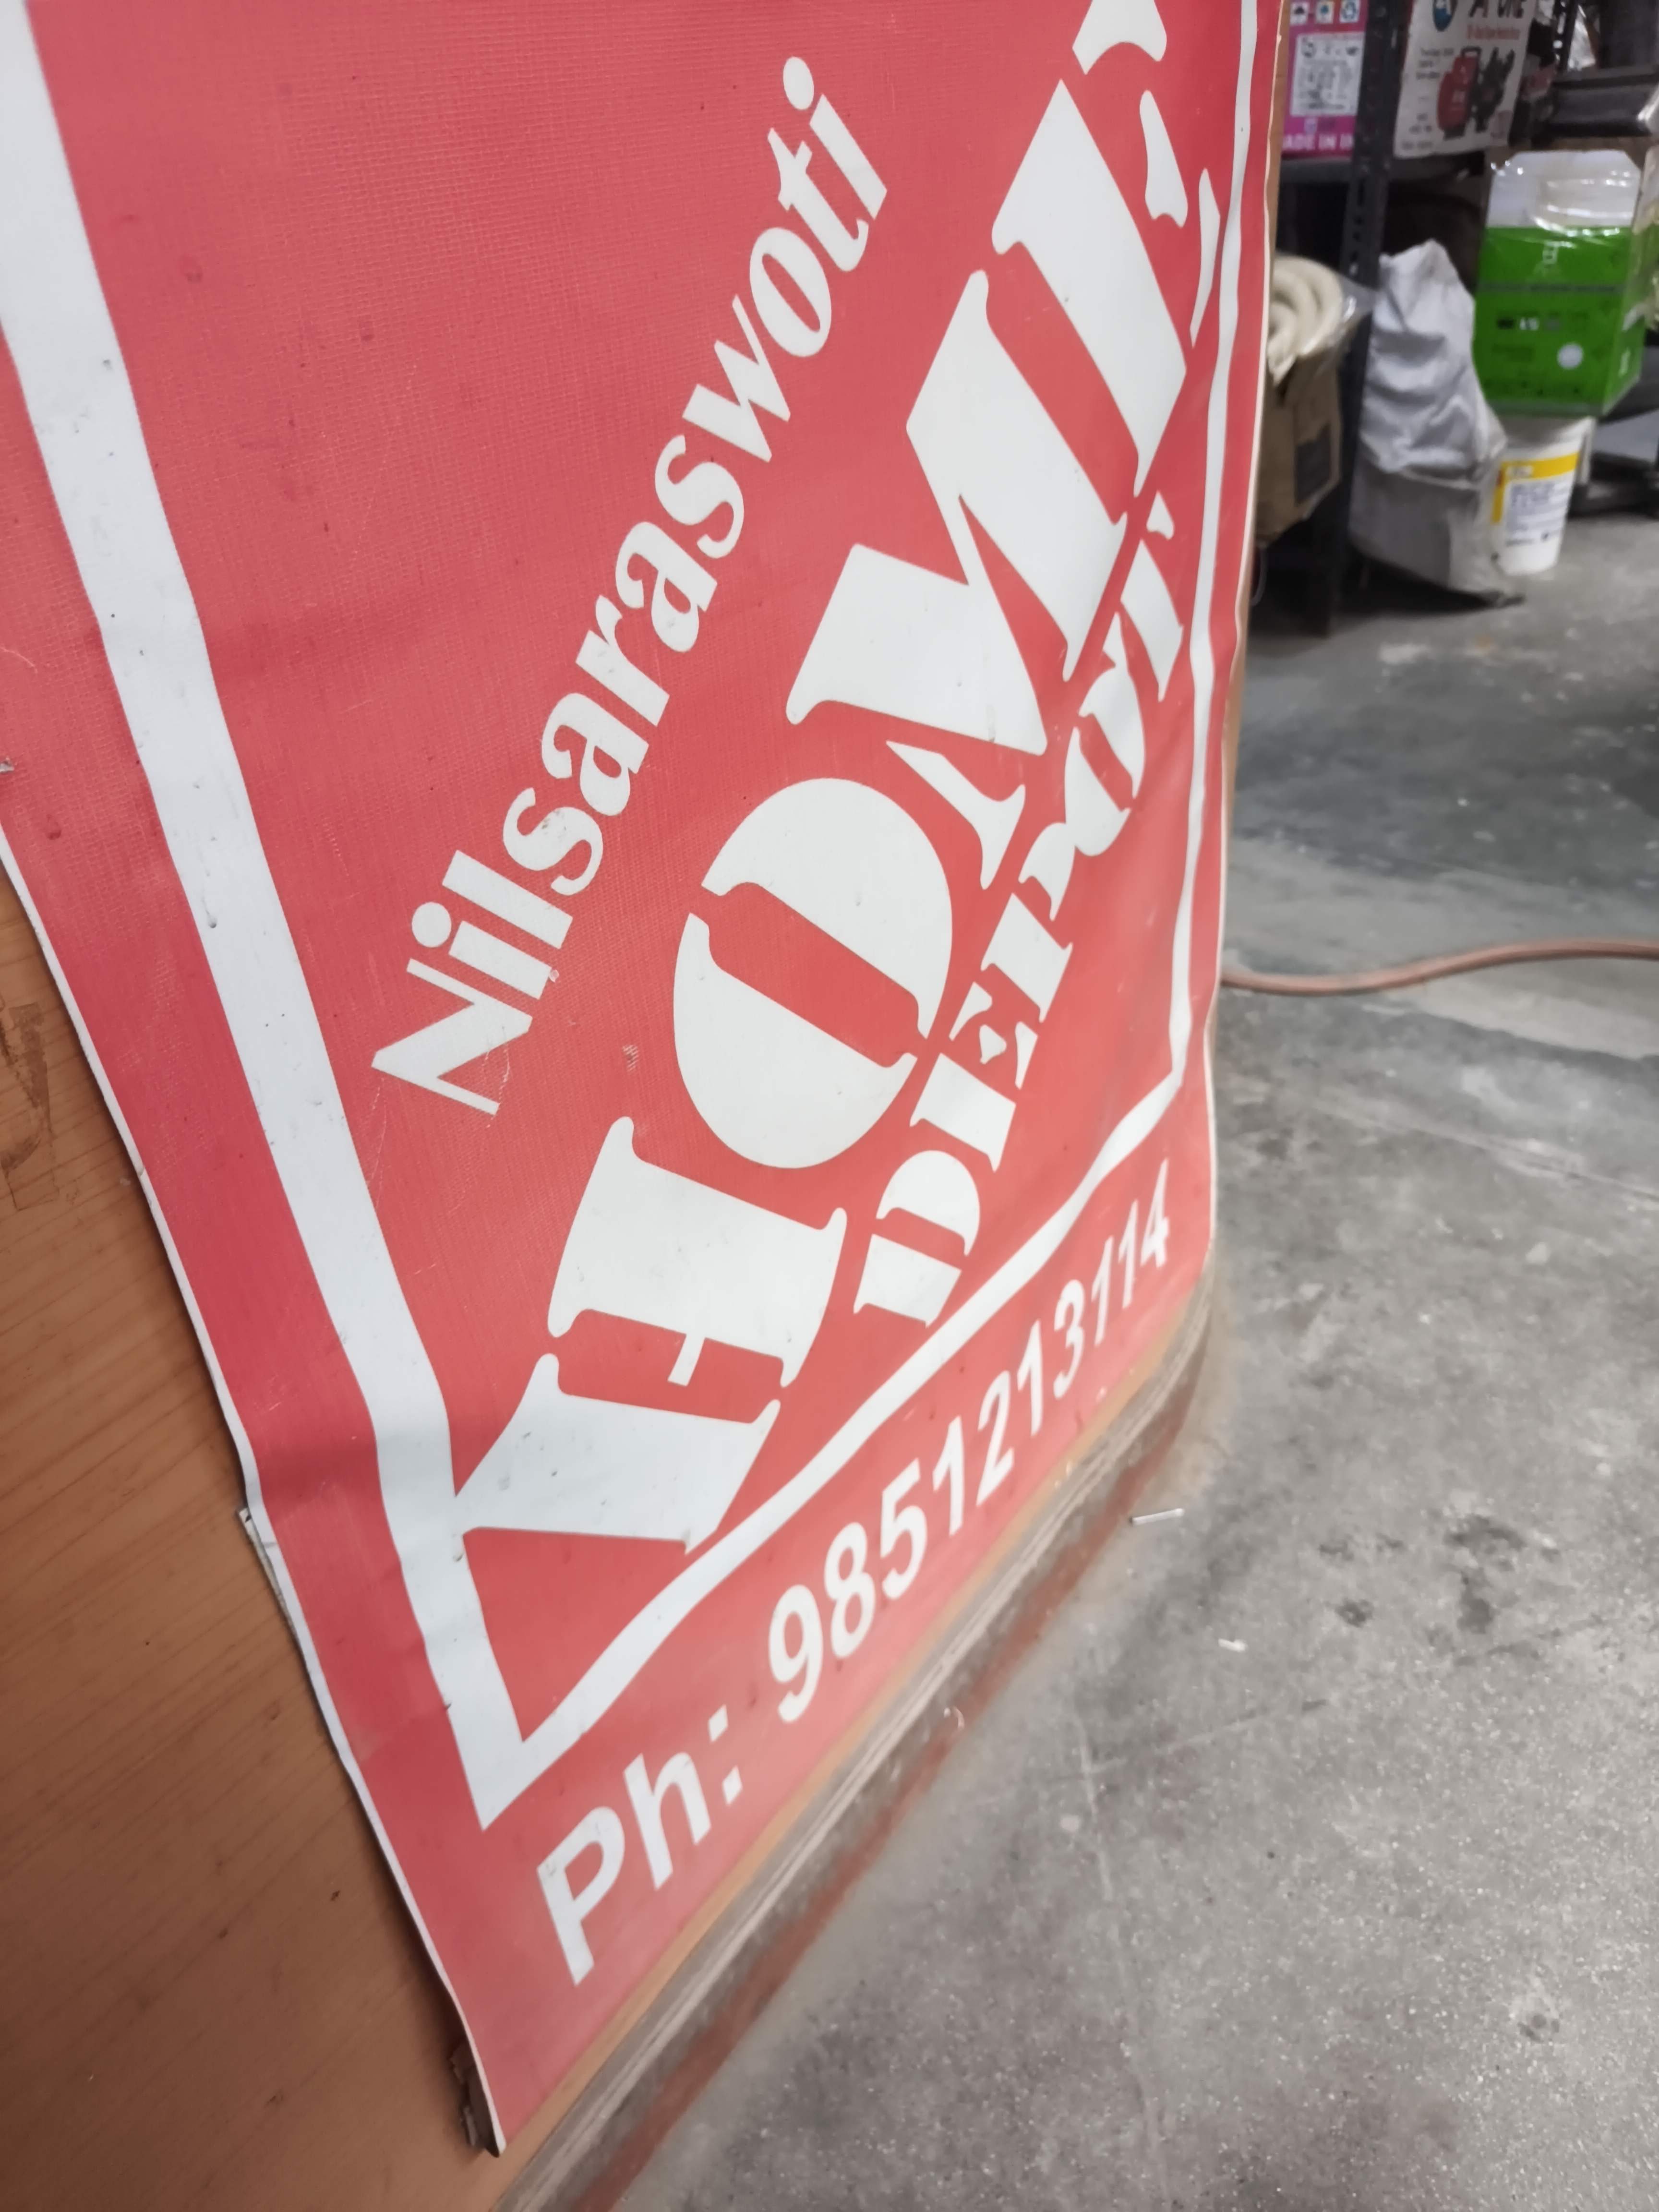 Nilsaraswoti
HOME
DEPOT
Ph: 9851213114